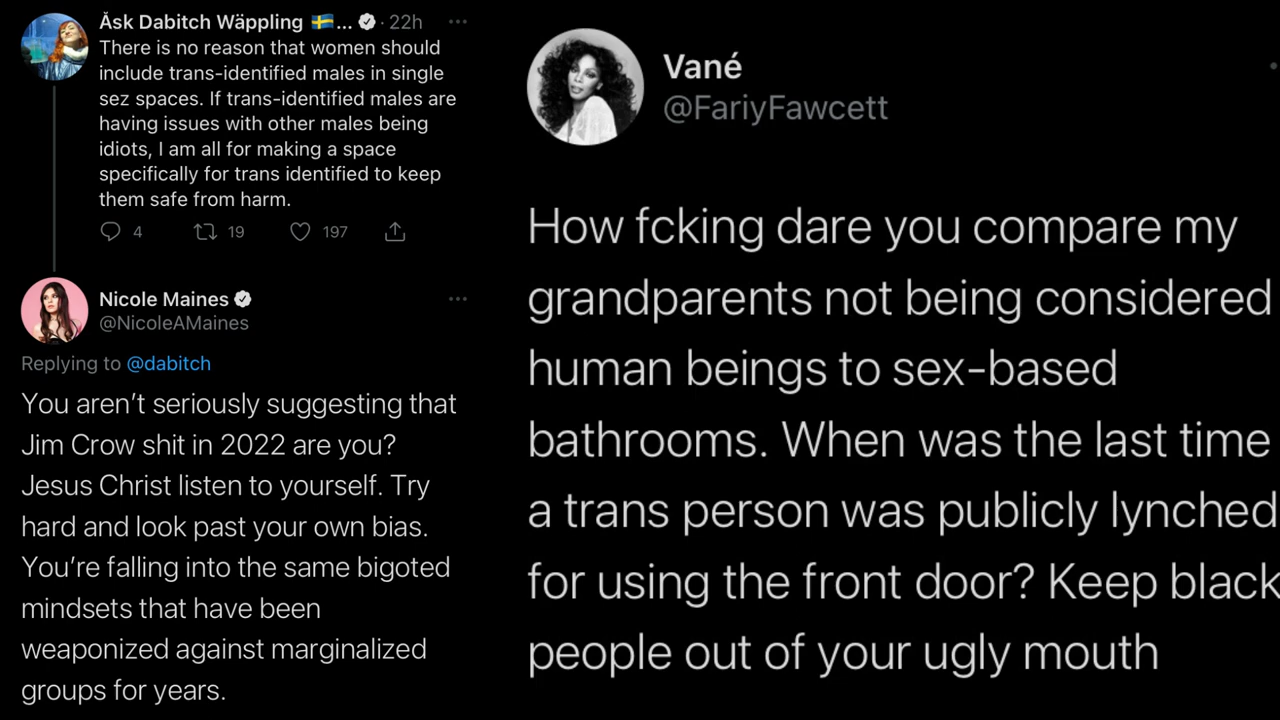 Åsk Dabitch Wäppling 🇸🇪... · 22h
There is no reason that women should
include trans-identified males in single
sez spaces. If trans-identified males are
having issues with other males being
idiots, I am all for making a space
specifically for trans identified to keep
them safe from harm.
4 19 197
Nicole Maines
@NicoleAMaines
Replying to @dabitch
You aren’t seriously suggesting that
Jim Crow shit in 2022 are you?
Jesus Christ listen to yourself. Try
hard and look past your own bias.
You’re falling into the same bigoted
mindsets that have been
weaponized against marginalized
groups for years.
Vané
@FariyFawcett
How fcking dare you compare my
grandparents not being considered
human beings to sex-based
bathrooms. When was the last time
a trans person was publicly lynched
for using the front door? Keep black
people out of your ugly mouth